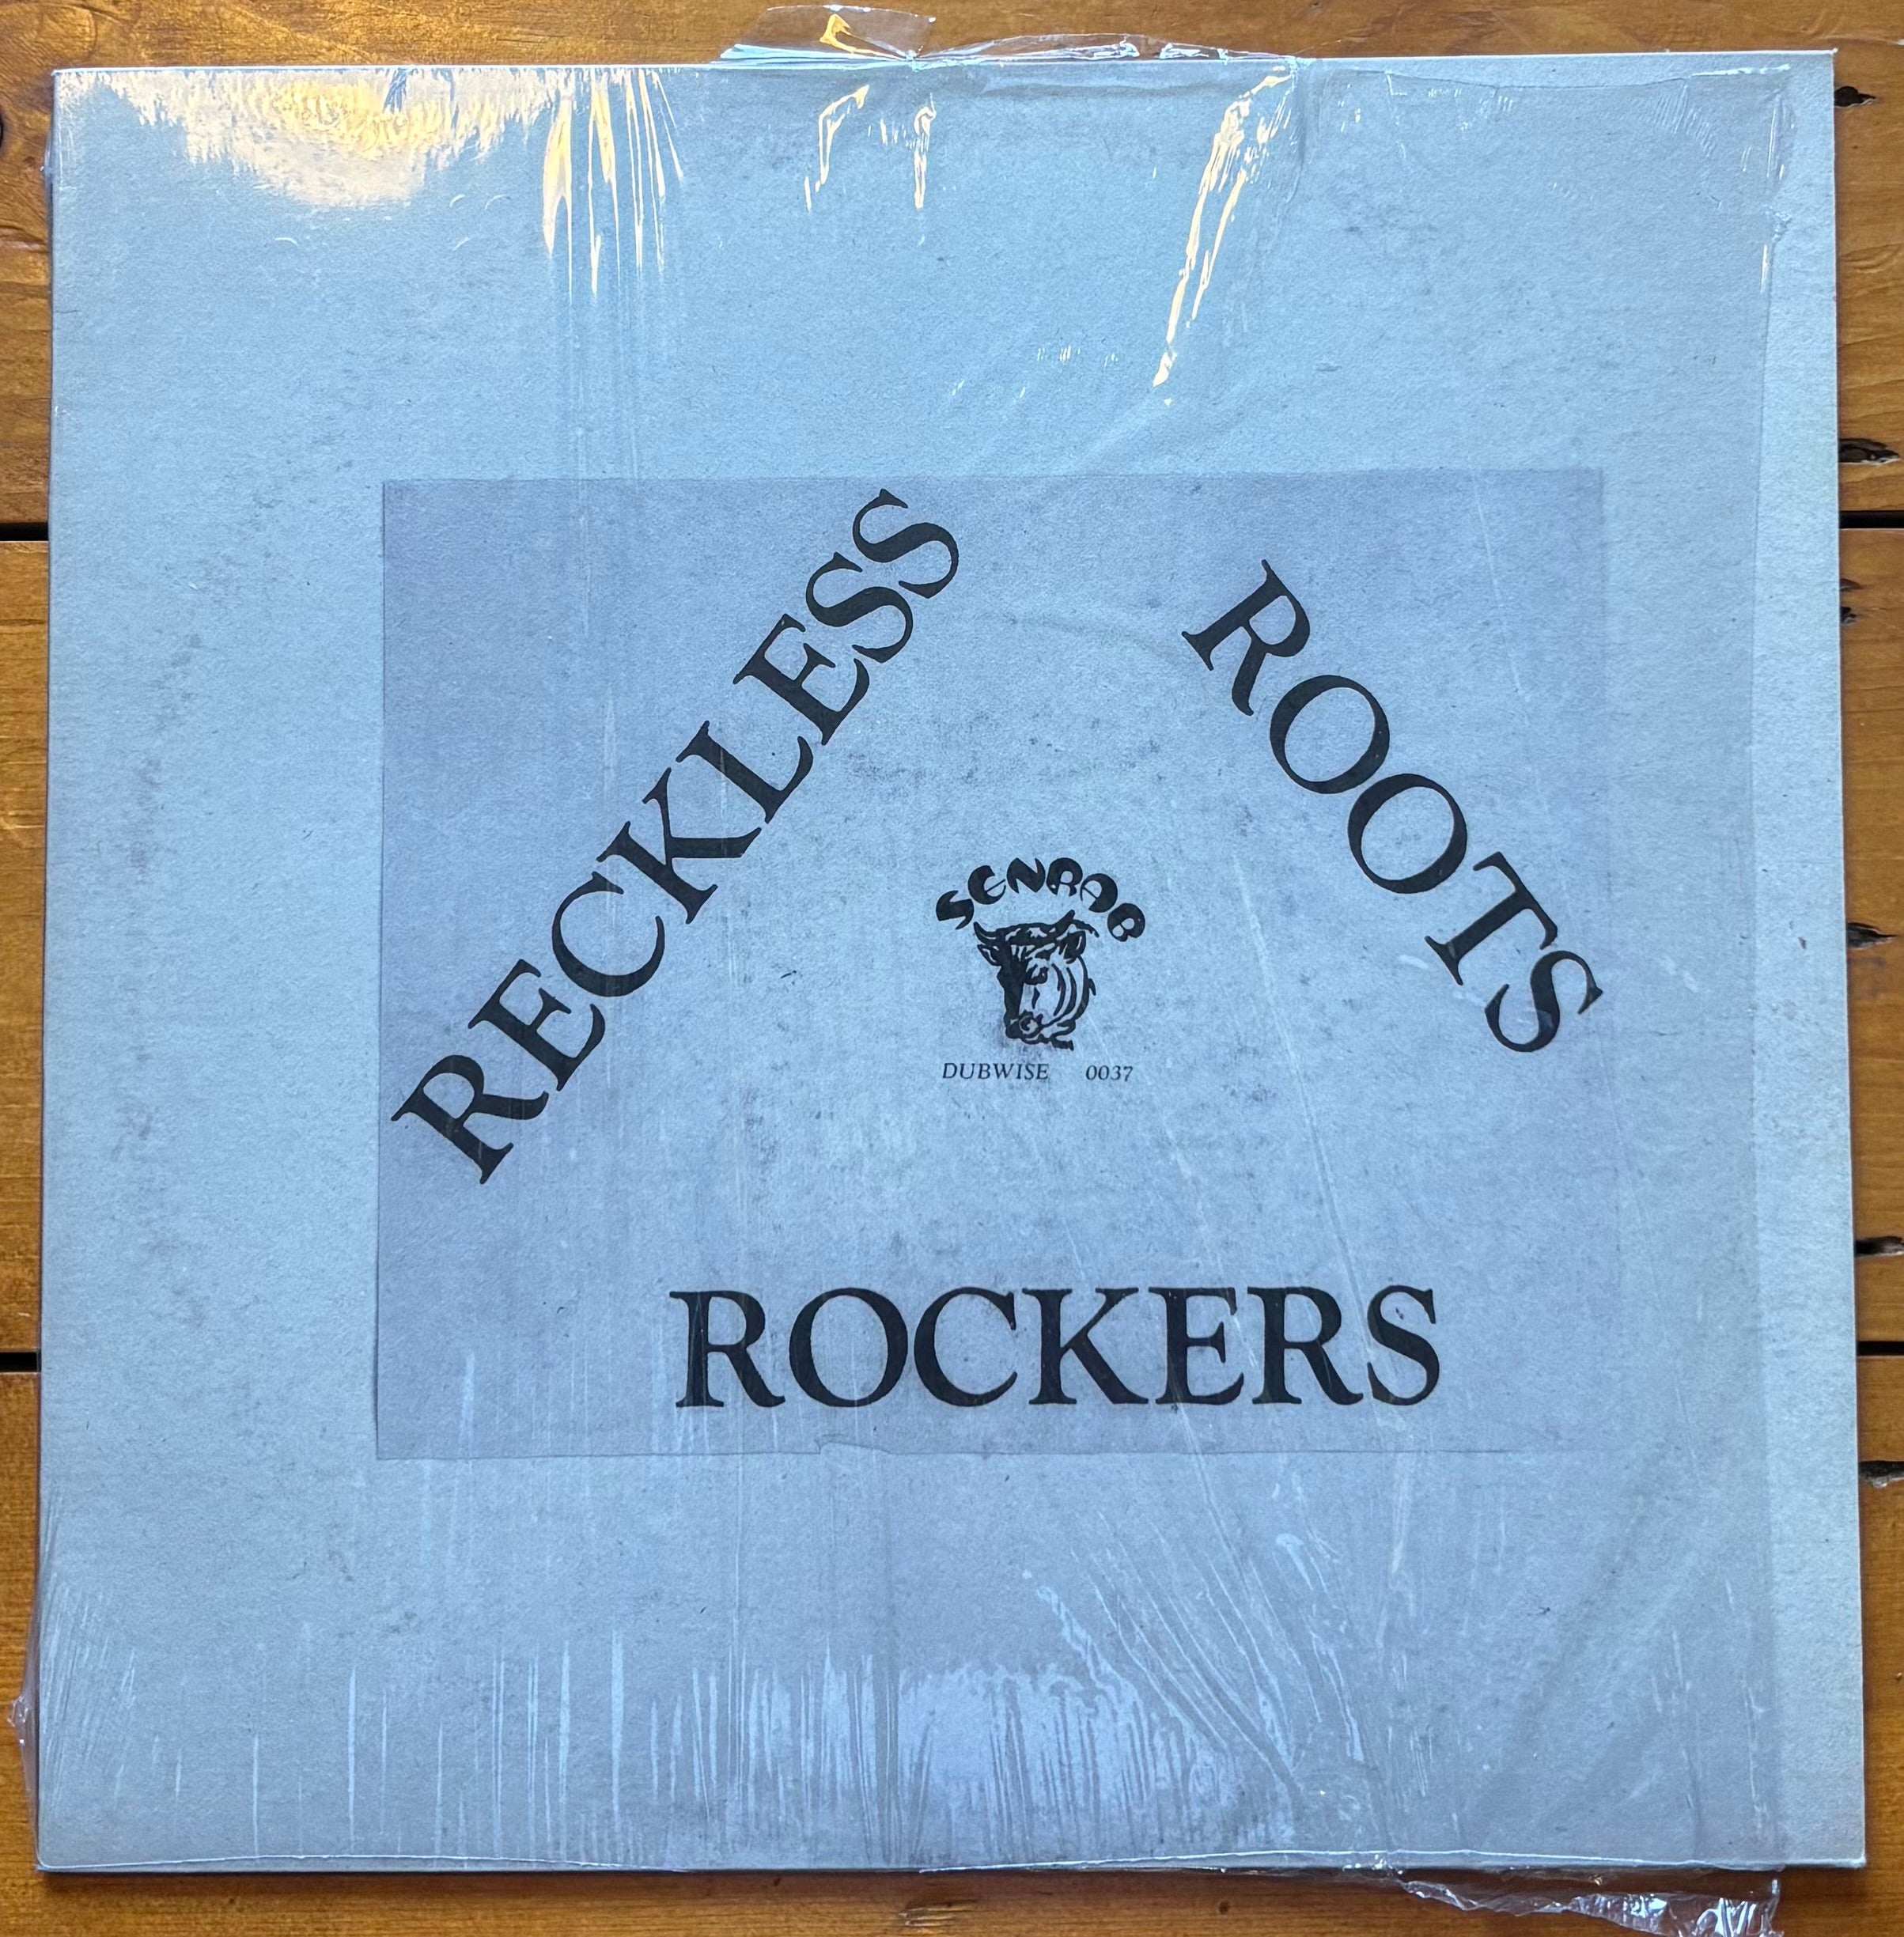 RECKLESS
ROOTS
SENRAB
DUBWISE 0037
ROCKERS